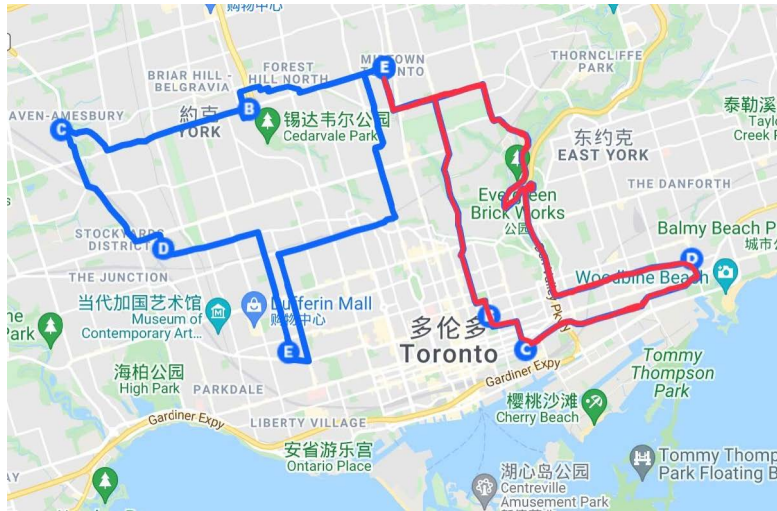 购物中心
MIDTOWN
TORONTO
E
FOREST
HILL NORTH
THORNCLIFFE
PARK
BRIAR HILL -
BELGRAVIA
B
AVEN-AMESBURY
C
約克
YORK
锡达韦尔公园
Cedarvale Park
泰勒溪
Taylo
Creek P
东约克
EAST YORK
THE DANFORTH
Evergreen
Brick Works
公园
Don Valley Pkwy
Balmy Beach P
城市公
STOCKYARDS
DISTRICT
D
THE JUNCTION
D
Woodbine Beach
当代加国艺术馆
Museum of
Contemporary Art...
Dufferin Mall
购物中心
ne
Park
多伦多
Toronto
C
E
海柏公园
High Park
Gardiner Expy
Tommy
Thompson
Park
PARKDALE
樱桃沙滩
Cherry Beach
Gardiner Expy
LIBERTY VILLAGE
安省游乐宫
Ontario Place
湖心岛公园
Centreville
Amusement Park
Tommy Thomp
Park Floating B
AY